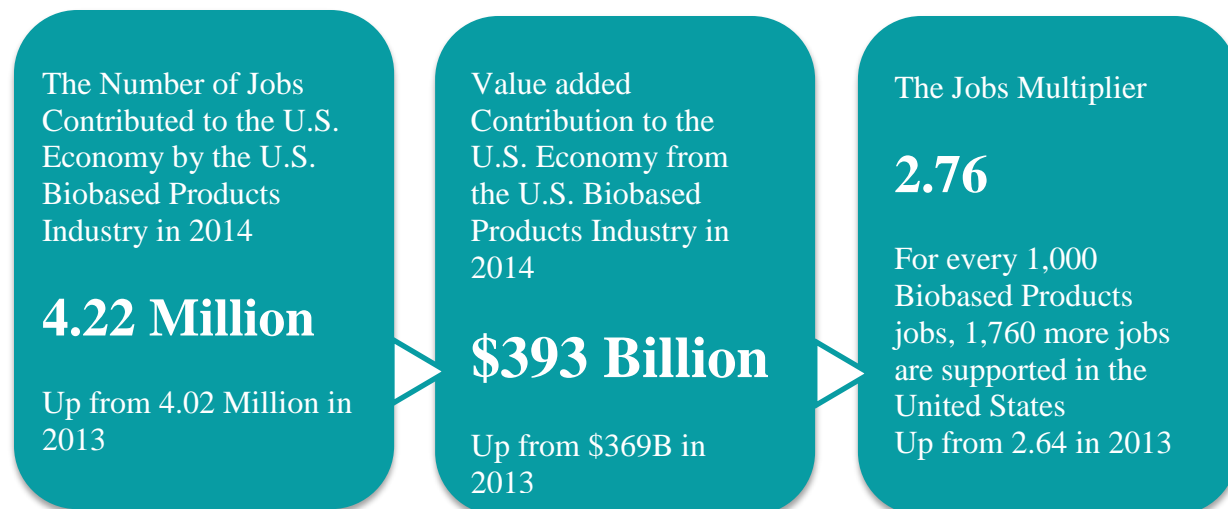 The Number of Jobs
Contributed to the U.S.
Economy by the U.S.
Biobased Products
Industry in 2014
4.22 Million
Up from 4.02 Million in
2013
Value added
Contribution to the
U.S. Economy from
the U.S. Biobased
Products Industry in
2014
$393 Billion
Up from $369B in
2013
The Jobs Multiplier
2.76
For every 1,000
Biobased Products
jobs, 1,760 more jobs
are supported in the
United States
Up from 2.64 in 2013